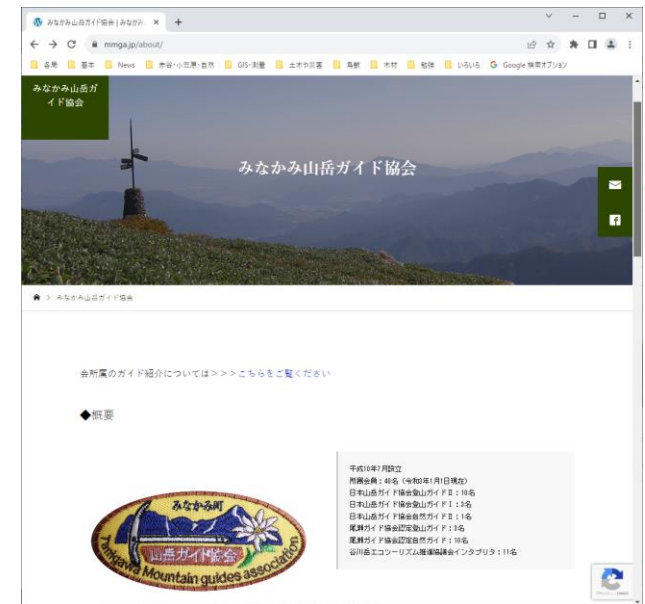 みなかみ山岳ガイド協会 | みなかみ
mmga.jp/about/
各局
基本
News
赤谷・小三原・自然
GIS・測量
土木や災害
鳥獣
木材
勉強
いろいろ
Google 検索オプション
みなかみ山岳ガ
イド協会
みなかみ山岳ガイド協会
みなかみ山岳ガイド協会
会所属のガイド紹介については>>>こちらをご覧ください
◆概要
みなかみ町
山岳ガイド協会
Tanigawa Mountain guides association
平成10年7月設立
所属会員:40名(令和3年1月1日現在)
日本山岳ガイド協会登山ガイドⅡ:10名
日本山岳ガイド協会登山ガイドⅠ:3名
日本山岳ガイド協会自然ガイドⅡ:1名
尾瀬ガイド協会認定登山ガイド:3名
尾瀬ガイド協会認定自然ガイド:10名
谷川岳エコツーリズム推進協議会インタプリタ:11名